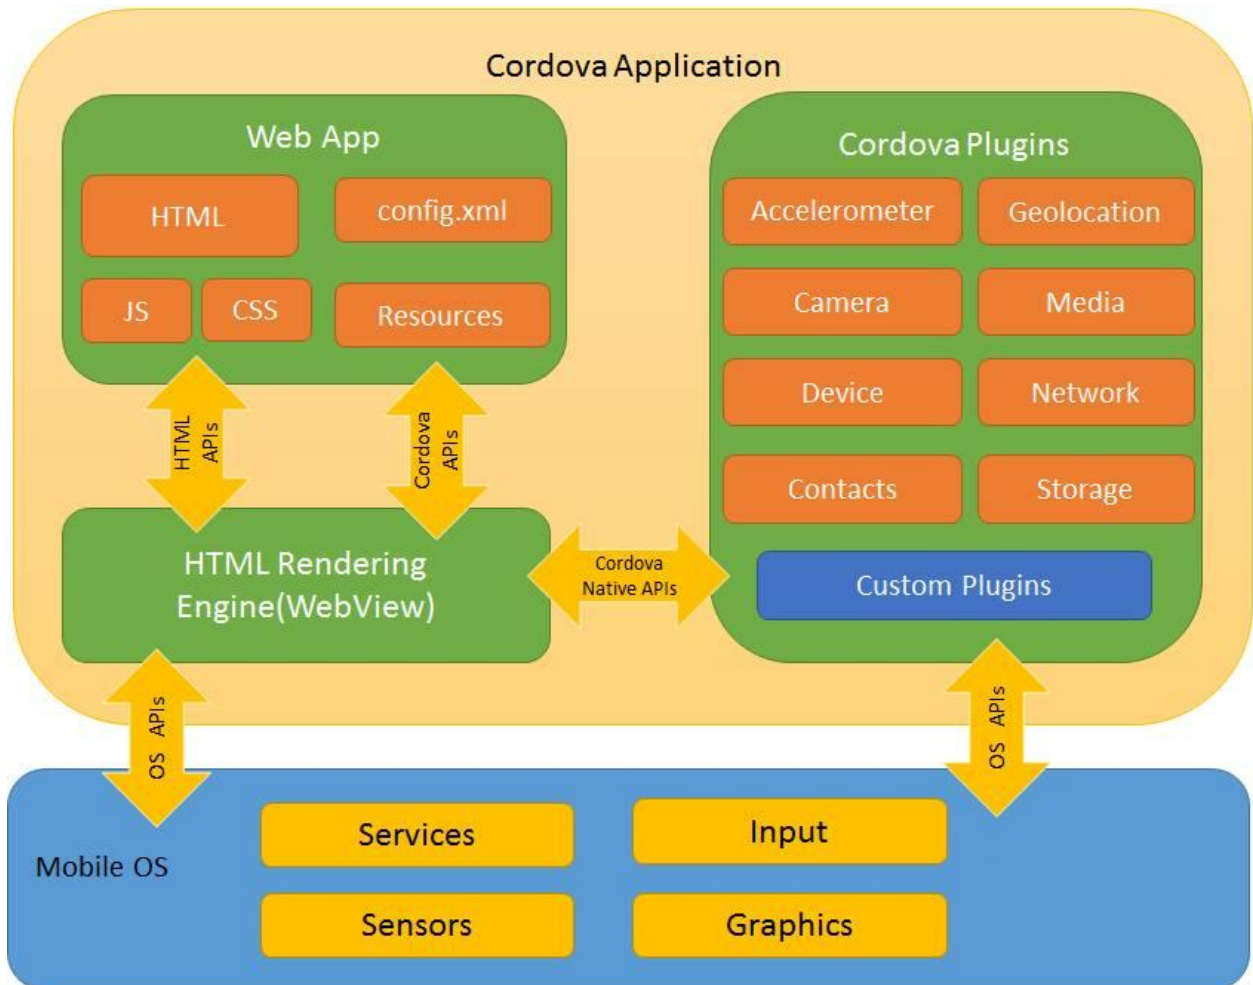 Cordova Application
Web App
HTML
config.xml
JS
CSS
Resources
HTML
APIs
Cordova
APIs
HTML Rendering
Engine(WebView)
Cordova
Native APIs
Cordova Plugins
Accelerometer
Geolocation
Camera
Media
Device
Network
Contacts
Storage
Custom Plugins
OS APIs
OS APIs
Mobile OS
Services
Input
Sensors
Graphics